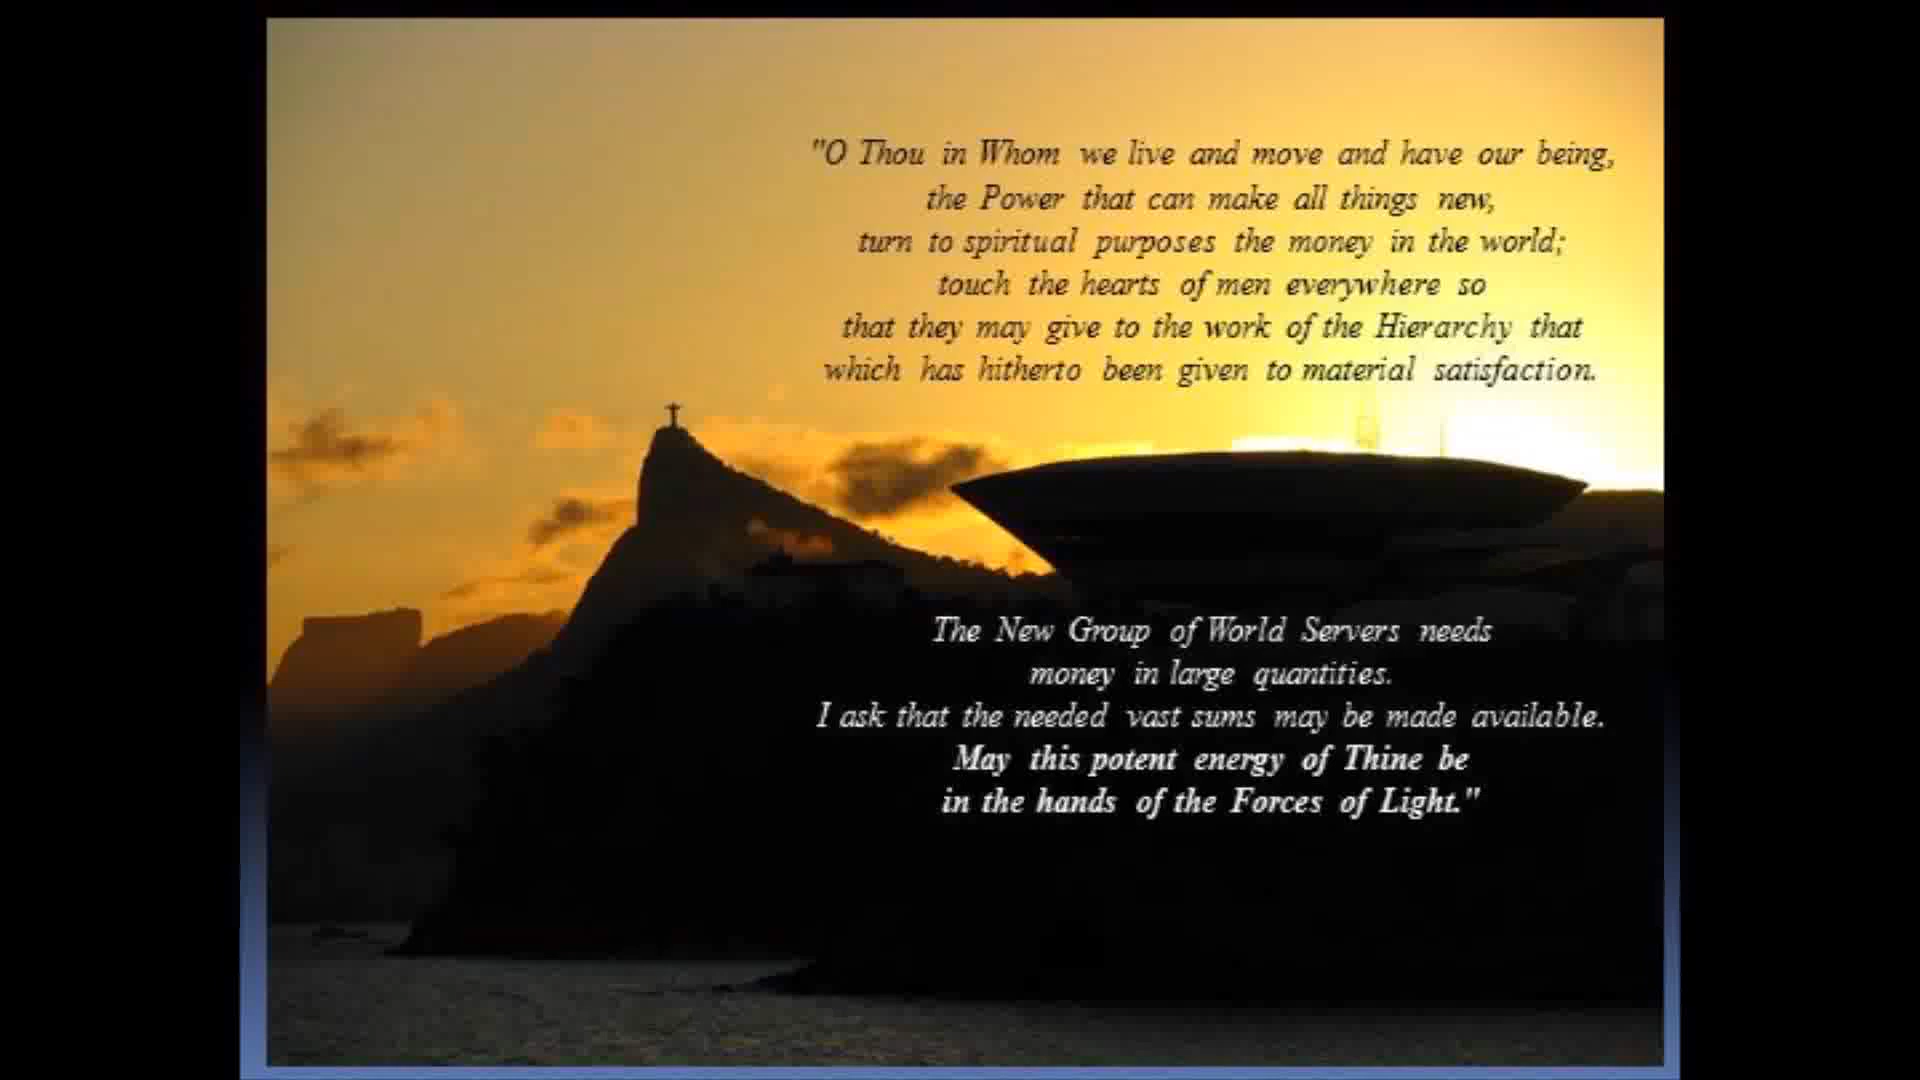 "O Thou in Whom we live and move and have our being,
the Power that can make all things new,
turn to spiritual purposes the money in the world;
touch the hearts of men everywhere so
that they may give to the work of the Hierarchy that
which has hitherto been given to material satisfaction.
The New Group of World Servers needs
money in large quantities.
I ask that the needed vast sums may be made available.
May this potent energy of Thine be
in the hands of the Forces of Light."